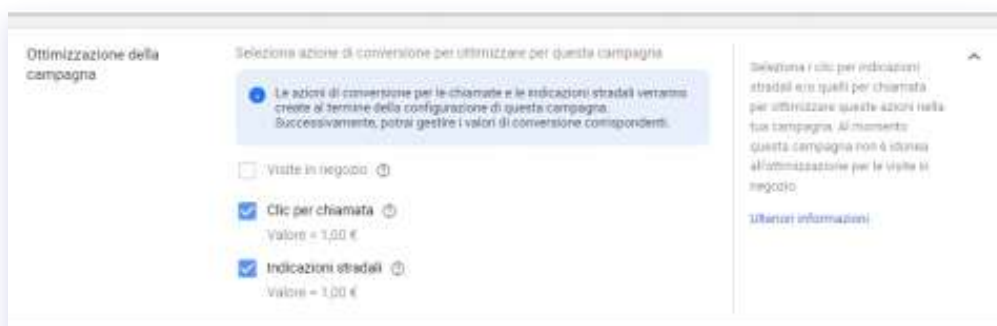 Ottimizzazione della
campagna
Seleziona azione di conversione per ottimizzare per questa campagna
Le azioni di conversione per le chiamate e le indicazioni stradali verranno
create al termine della configurazione di questa campagna.
Successivamente, potrai gestire i valori di conversione corrispondenti.
Visite in negozio
Clic per chiamata
Valore = 1,00 €
Indicazioni stradali
Valore = 1,00 €
Seleziona i clic per indicazioni
stradali e/o quelli per chiamata
per ottimizzare queste azioni nella
tua campagna. Al momento
questa campagna non è idonea
all'ottimizzazione per le visite in
negozio
Ulteriori informazioni